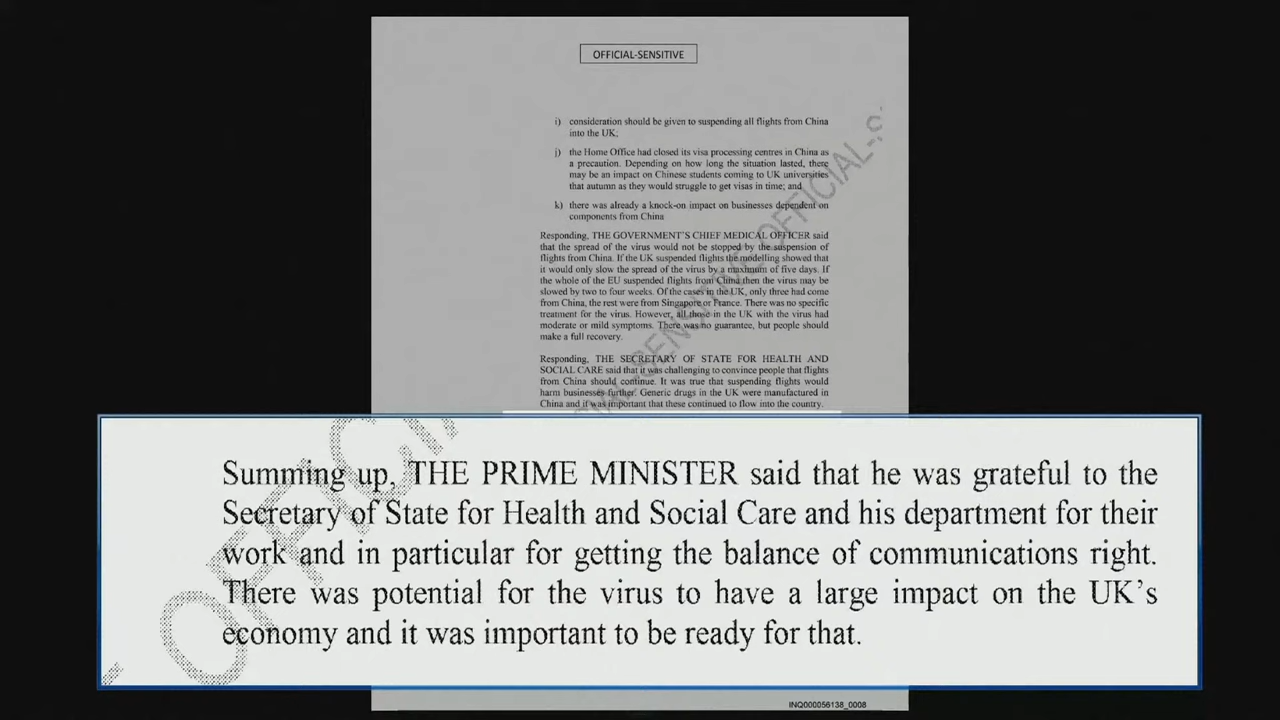 OFFICIAL-SENSITIVE
i) consideration should be given to suspending all flights from China
into the UK;
j) the Home Office had closed its visa processing centres in China as
a precaution. Depending on how long the situation lasted, there
may be an impact on Chinese students coming to UK universities
that autumn as they would struggle to get visas in time; and
k) there was already a knock-on impact on businesses dependent on
components from China
Responding, THE GOVERNMENT'S CHIEF MEDICAL OFFICER said
that the spread of the virus would not be stopped by the suspension of
flights from China. If the UK suspended flights the modelling showed that
it would only slow the spread of the virus by a maximum of five days. If
the whole of the EU suspended flights from China then the virus may be
slowed by two to four weeks. Of the cases in the UK, only three had come
from China, the rest were from Singapore or France. There was no specific
treatment for the virus. However, all those in the UK with the virus had
moderate or mild symptoms. There was no guarantee, but people should
make a full recovery.
Responding, THE SECRETARY OF STATE FOR HEALTH AND
SOCIAL CARE said that it was challenging to convince people that flights
from China should continue. It was true that suspending flights would
harm businesses further. Generic drugs in the UK were manufactured in
China and it was important that these continued to flow into the country.
Summing up, THE PRIME MINISTER said that he was grateful to the
Secretary of State for Health and Social Care and his department for their
work and in particular for getting the balance of communications right.
There was potential for the virus to have a large impact on the UK's
economy and it was important to be ready for that.
INQ000056138_0008